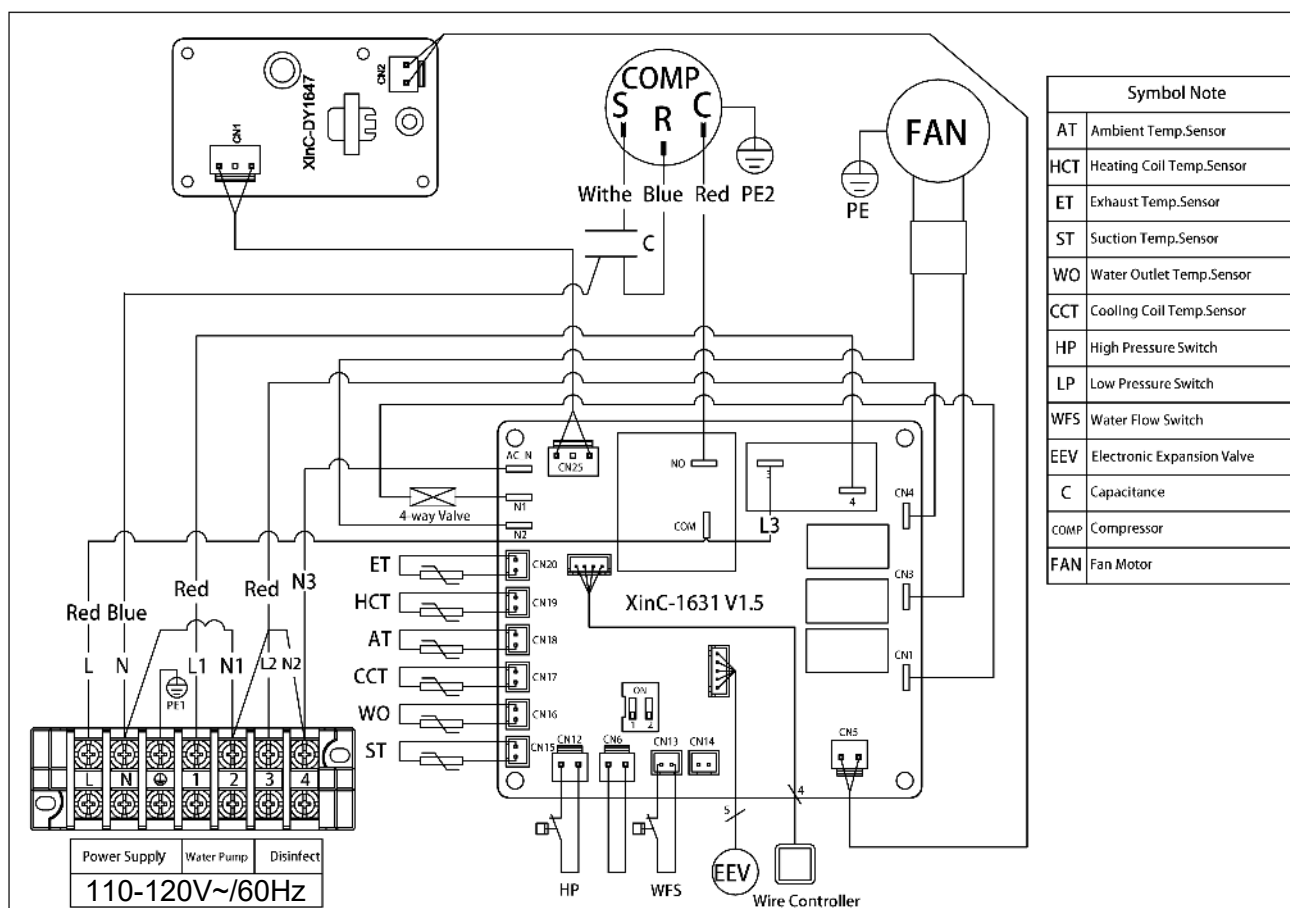 CN2
XinC-DY1647
CN1
COMP
S R C
FAN
PE2
PE
Withe Blue Red
C
Symbol Note
AT Ambient Temp.Sensor
HCT Heating Coil Temp.Sensor
ET Exhaust Temp.Sensor
ST Suction Temp.Sensor
WO Water Outlet Temp.Sensor
CCT Cooling Coil Temp.Sensor
HP High Pressure Switch
LP Low Pressure Switch
WFS Water Flow Switch
EEV Electronic Expansion Valve
C Capacitance
COMP Compressor
FAN Fan Motor
AC N
CN25
NO
3
4
N1
4-way Valve
N2
COM
L3
CN4
ET CN20
HCT CN19
XinC-1631 V1.5
CN3
AT CN18
CCT CN17
CN1
WO CN16
ST CN15
ON
1 2
CN12 CN6 CN13 CN14
CN5
Red Blue Red Red N3
L N L1 N1 L2 N2
PE1
L N 1 2 3 4
Power Supply Water Pump Disinfect
110-120V~/60Hz
HP WFS
5
4
EEV
Wire Controller